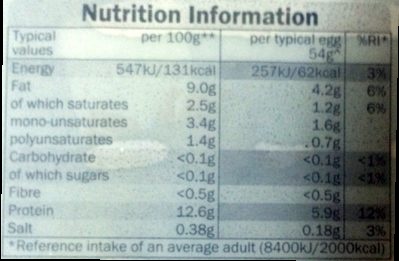 Nutrition Information
Typical values per 100g** per typical egg 54g* %RI*
Energy 547kJ/131kcal 257kJ/62kcal 3%
Fat 9.0g 4.2g 6%
of which saturates 2.5g 1.2g 6%
mono-unsaturates 3.4g 1.6g
polyunsaturates 1.4g .0.7g
Carbohydrate <0.1g <0.1g <1%
of which sugars <0.1g <0.1g <1%
Fibre <0.5g <0.5g
Protein 12.6g 5.9g 12%
Salt 0.38g 0.18g 3%
*Reference intake of an average adult (8400kJ/2000kcal)